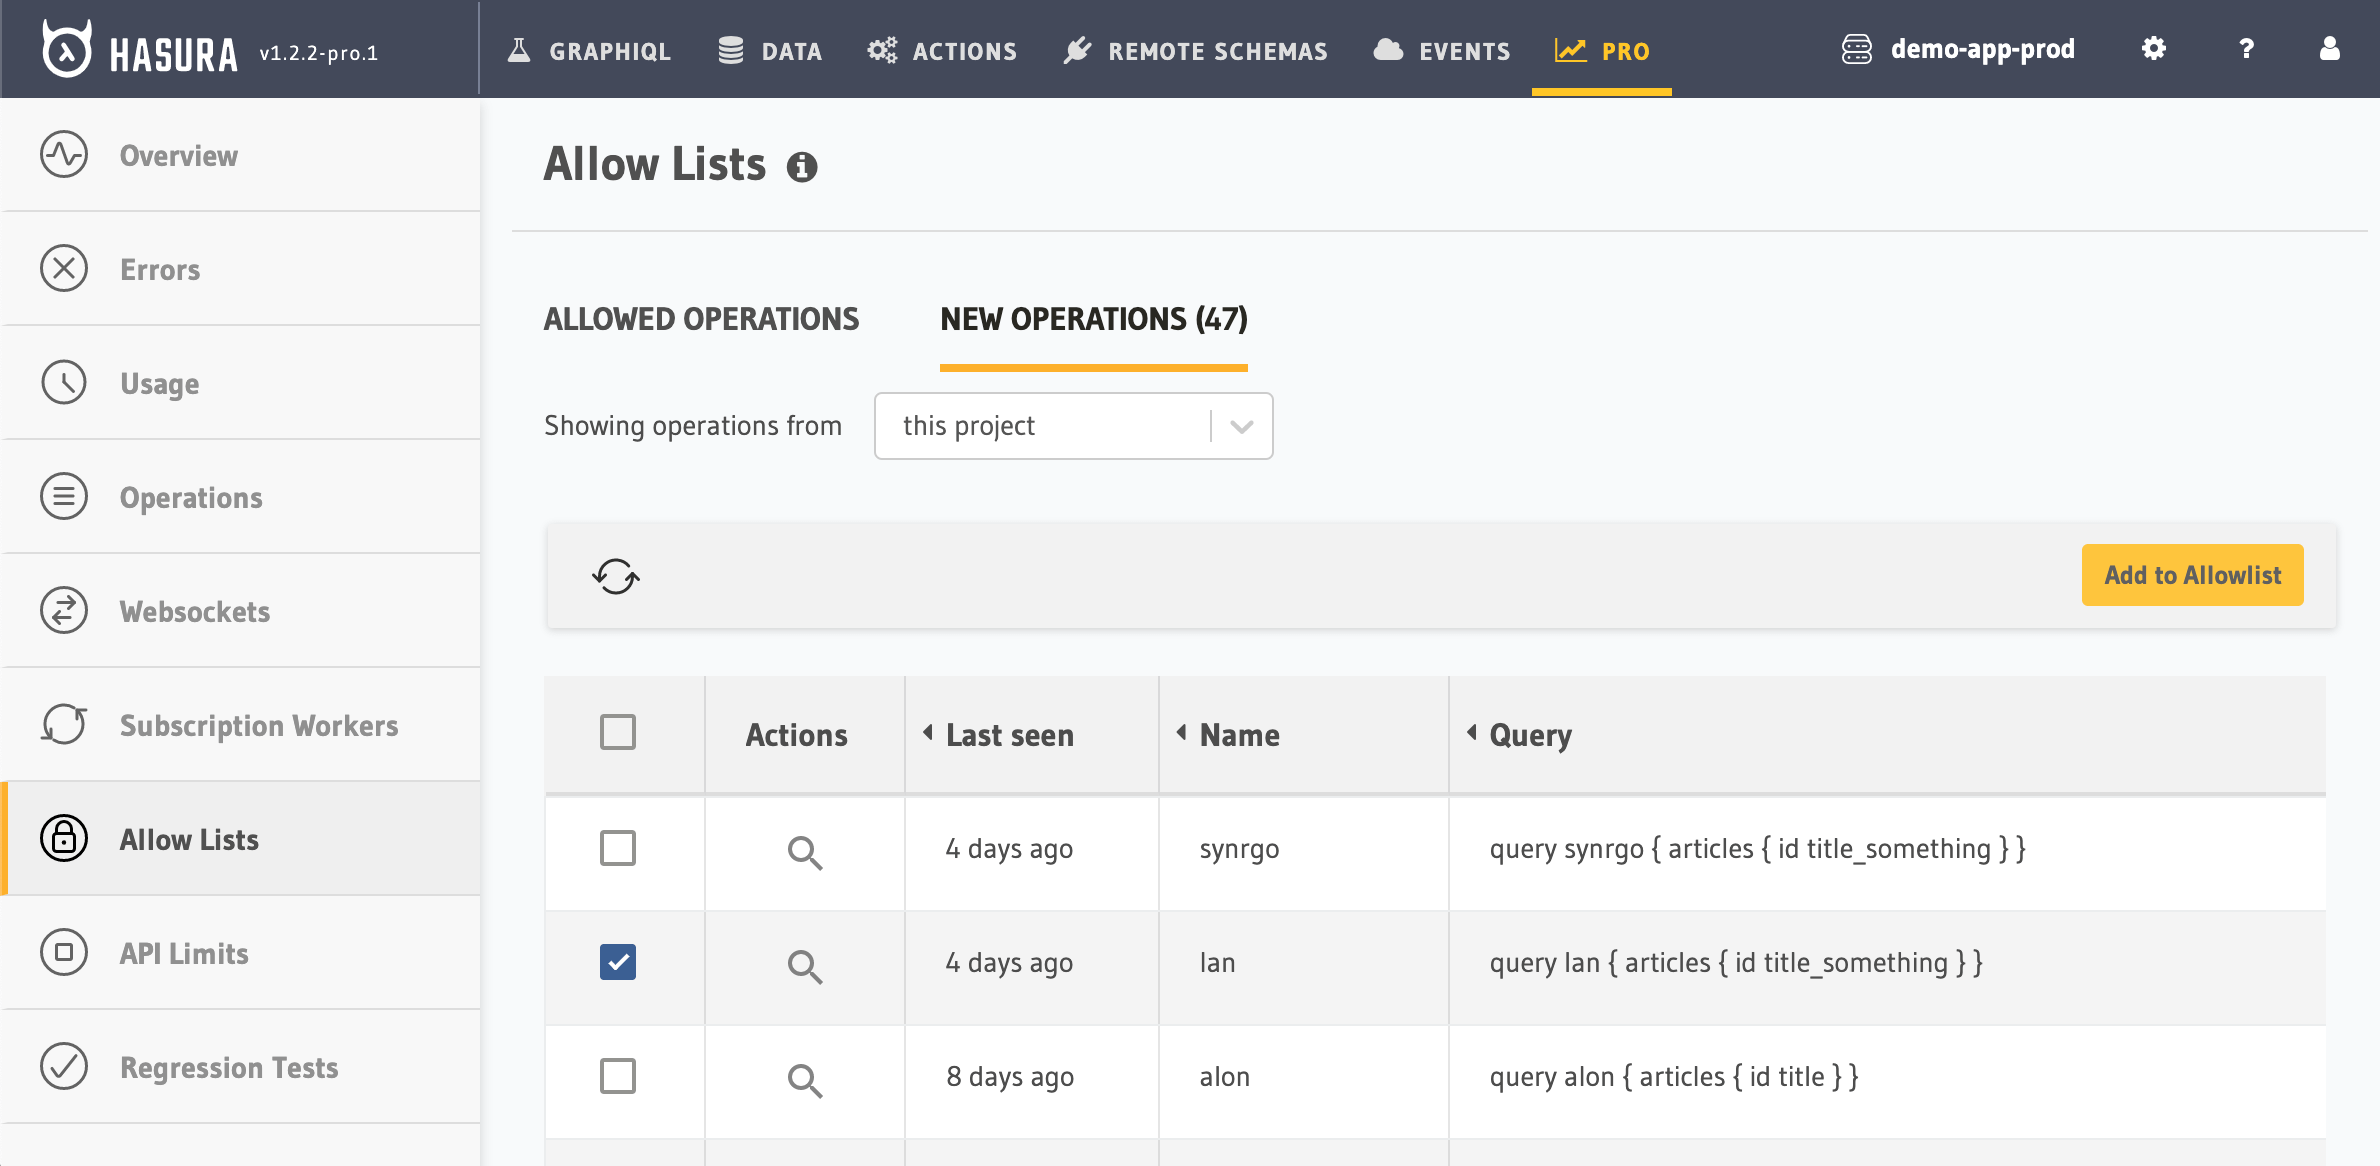 HASURA v1.2.2-pro.1 GRAPHIQL DATA ACTIONS REMOTE SCHEMAS EVENTS PRO demo-app-prod ?
Overview
Errors
Usage
Operations
Websockets
Subscription Workers
Allow Lists
API Limits
Regression Tests
Allow Lists
ALLOWED OPERATIONS NEW OPERATIONS (47)
Showing operations from this project
Add to Allowlist
Actions Last seen Name Query
4 days ago synrgo query synrgo { articles { id title_something } }
4 days ago lan query lan { articles { id title_something } }
8 days ago alon query alon { articles { id title } }